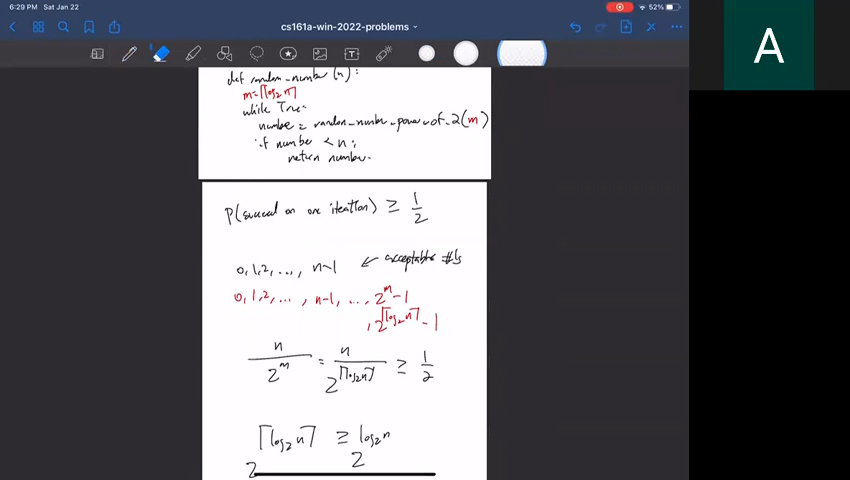 6:29 PM Sat Jan 22
52%
cs161a-win-2022-problems
T
A
def random_number (n):
m=⌈log₂ n⌉
while True:
number = random_number_power_of_2(m)
if number < n:
return number
P(succeed on one iteration) ≥ 1/2
0,1,2, ..., n-1 ← acceptable #s
0,1,2, ..., n-1, ..., 2^m - 1
, 2^⌈log₂ n⌉ - 1
n/2^m = n/2^⌈log₂ n⌉ ≥ 1/2
2^⌈log₂ n⌉ ≥ 2^log₂ n